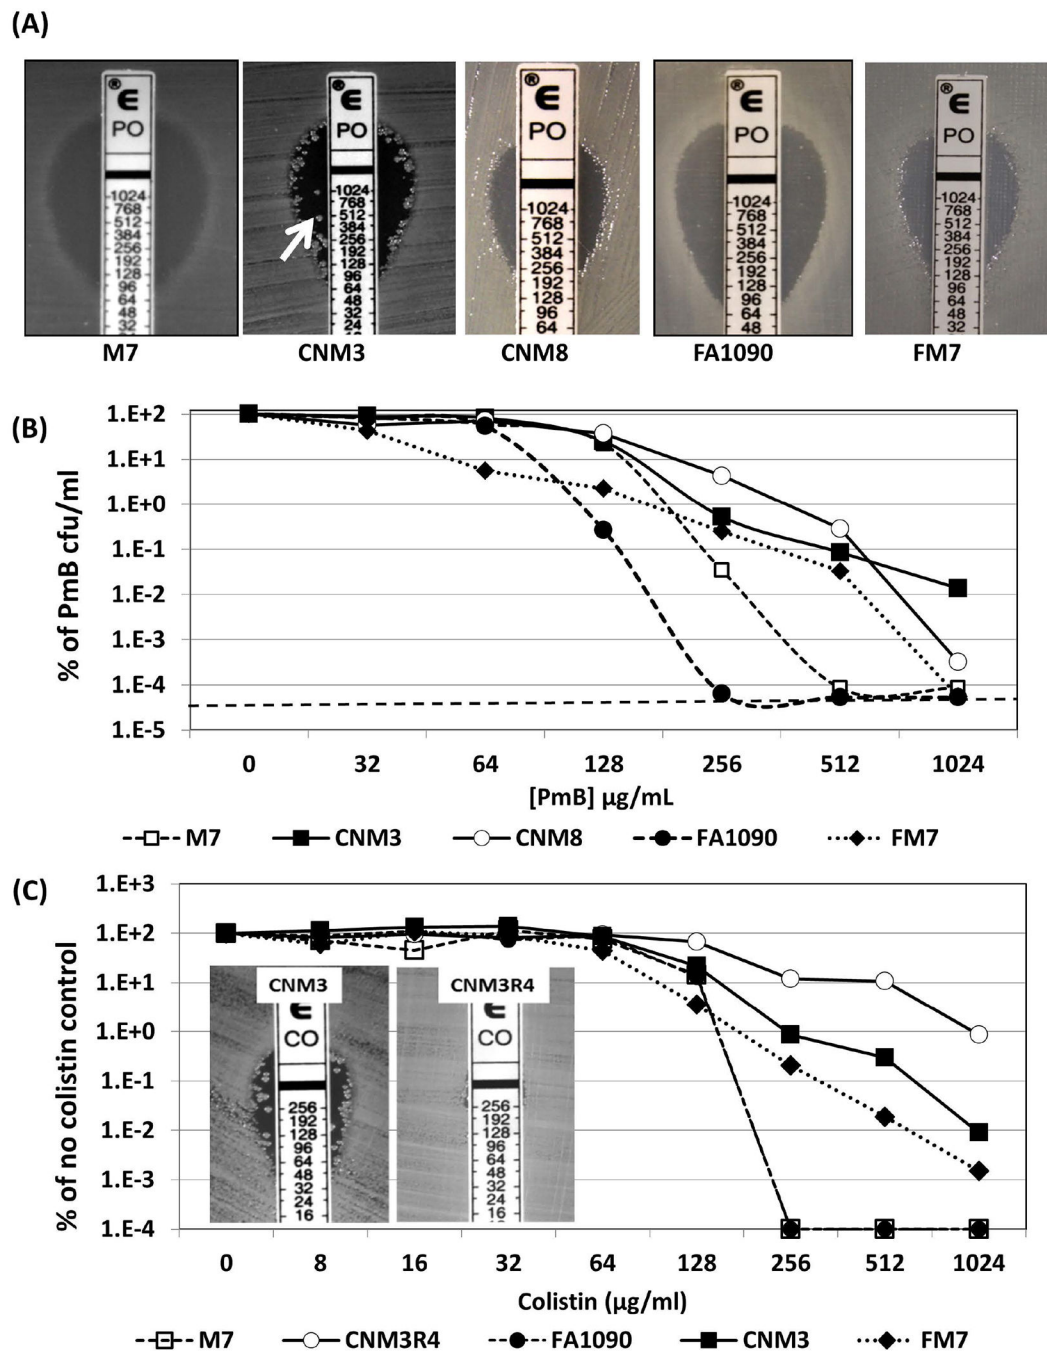 (A)
® E PO 1024 768 512 384 256 192 128 96 64 48 32
® E PO 1024 768 512 384 256 192 128 96 64 48 32 24
® E PO 1024 768 512 384 256 192 128 96 64
® E PO 1024 768 512 384 256 192 128 96 64 48
® E PO 1024 768 512 384 256 192 128 96 64 48 32
M7 CNM3 CNM8 FA1090 FM7
(B)
% of PmB cfu/ml
1.E+2
1.E+1
1.E+0
1.E-1
1.E-2
1.E-3
1.E-4
1.E-5
0 32 64 128 256 512 1024
[PmB] µg/mL
M7 CNM3 CNM8 FA1090 FM7
(C)
% of no colistin control
1.E+3
1.E+2
1.E+1
1.E+0
1.E-1
1.E-2
1.E-3
1.E-4
CNM3
E CO 256 192 128 96 64 48 32 24 16
CNM3R4
E CO 256 192 128 96 64 48 32 24 16
0 8 16 32 64 128 256 512 1024
Colistin (µg/ml)
M7 CNM3R4 FA1090 CNM3 FM7